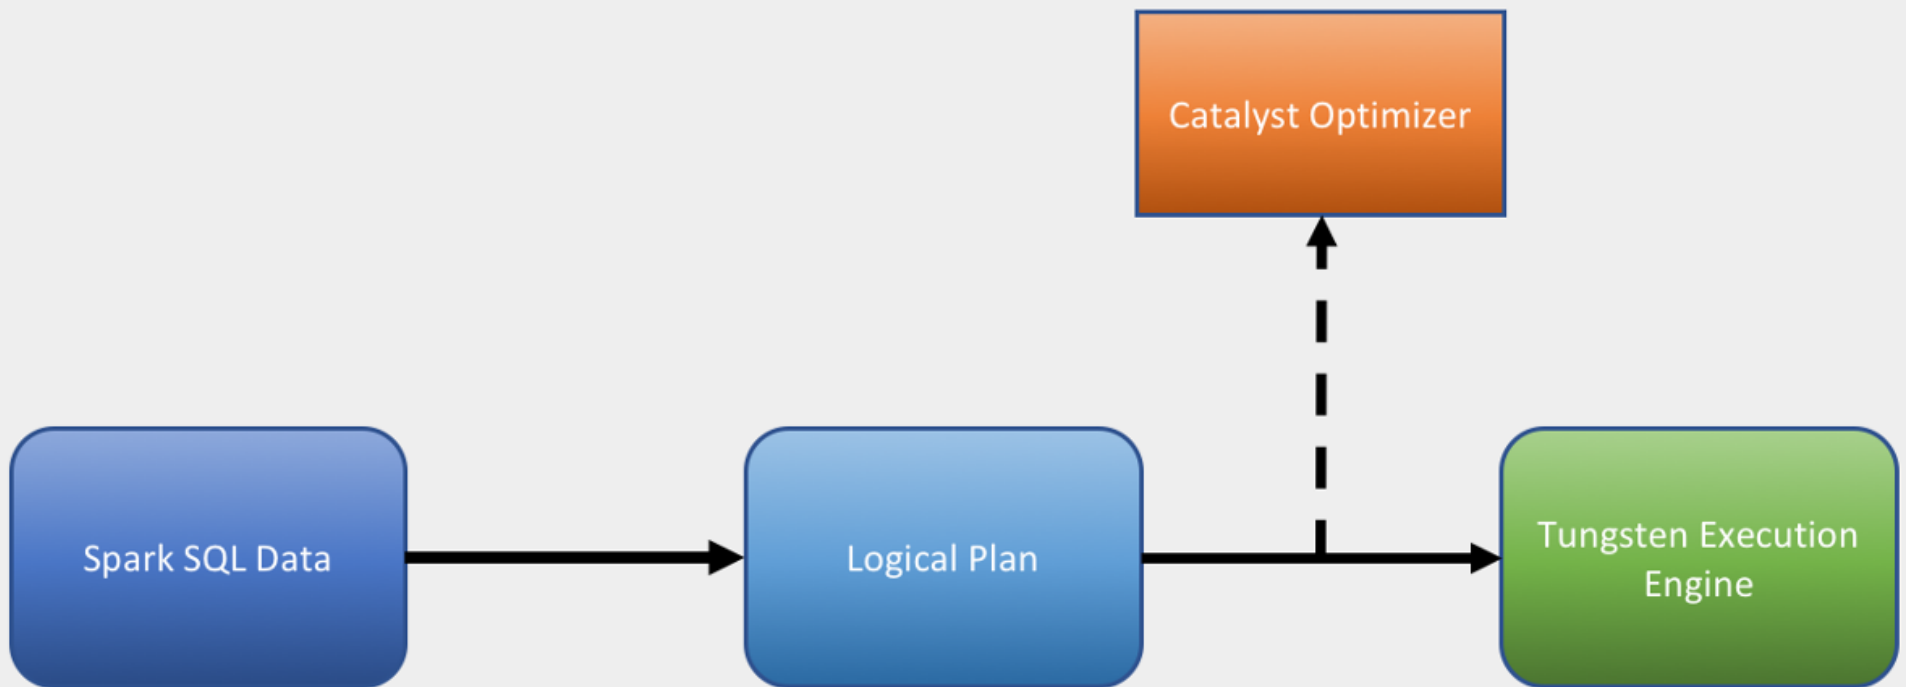 Catalyst Optimizer
Spark SQL Data
Logical Plan
Tungsten Execution
Engine